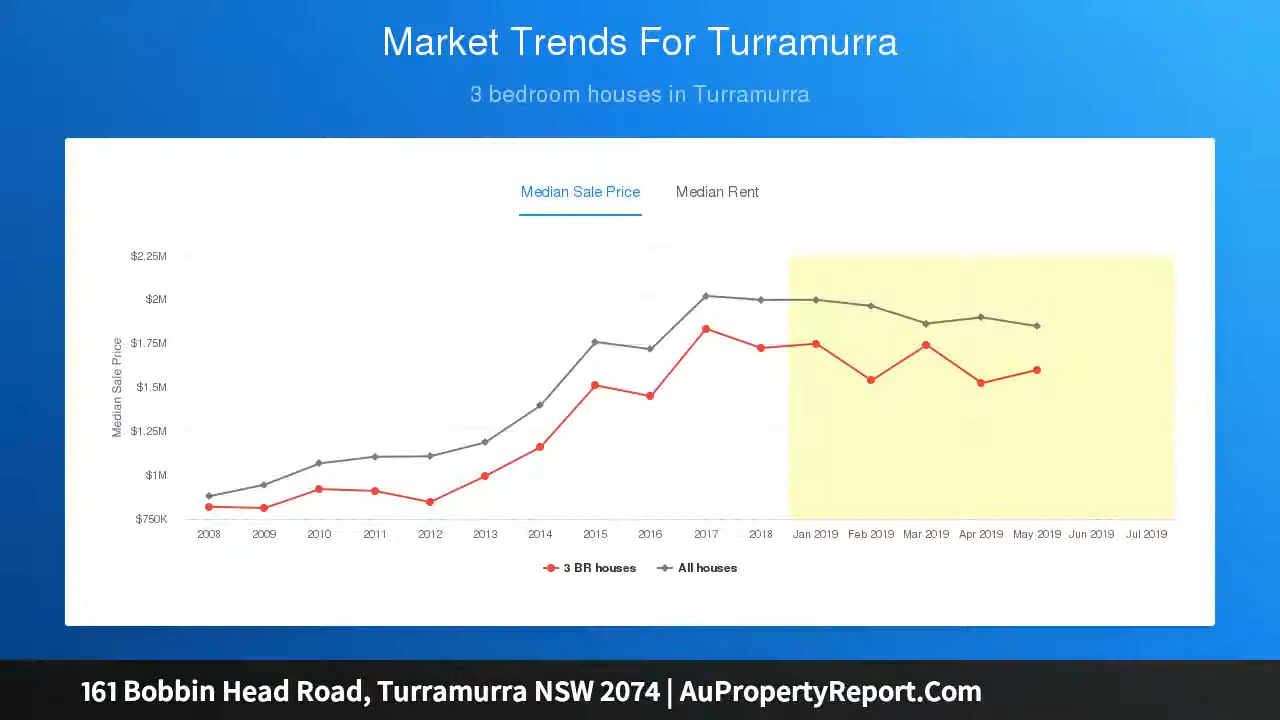 Market Trends For Turramurra
3 bedroom houses in Turramurra
Median Sale Price Median Rent
$2.25M
$2M
$1.75M
$1.5M
$1.25M
$1M
$750K
Median Sale Price
2008 2009 2010 2011 2012 2013 2014 2015 2016 2017 2018 Jan 2019 Feb 2019 Mar 2019 Apr 2019 May 2019 Jun 2019 Jul 2019
3 BR houses All houses
161 Bobbin Head Road, Turramurra NSW 2074 | AuPropertyReport.Com